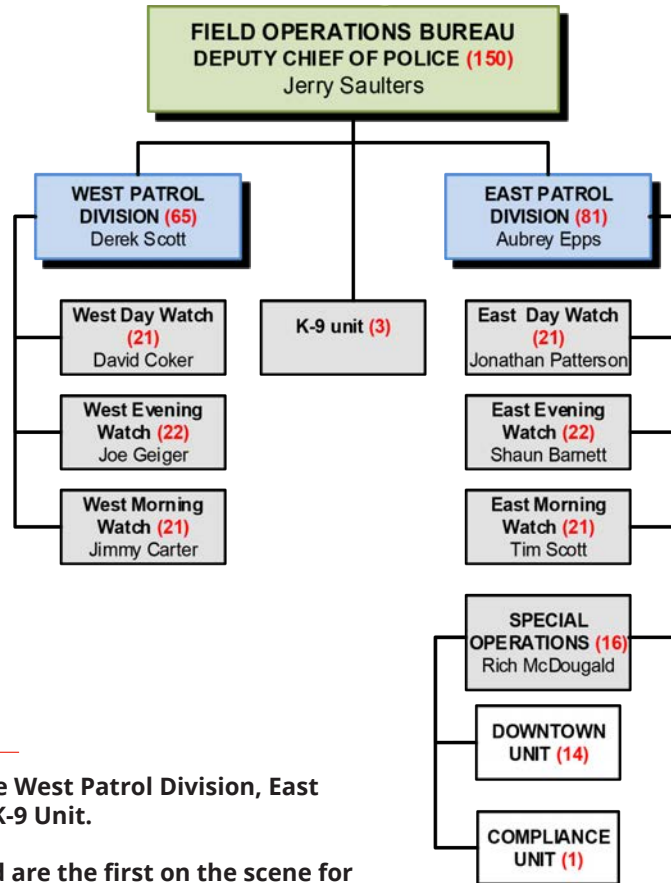 FIELD OPERATIONS BUREAU
DEPUTY CHIEF OF POLICE (150)
Jerry Saulters
WEST PATROL
DIVISION (65)
Derek Scott
EAST PATROL
DIVISION (81)
Aubrey Epps
West Day Watch
(21)
David Coker
K-9 unit (3)
East Day Watch
(21)
Jonathan Patterson
West Evening
Watch (22)
Joe Geiger
East Evening
Watch (22)
Shaun Barnett
West Morning
Watch (21)
Jimmy Carter
East Morning
Watch (21)
Tim Scott
SPECIAL
OPERATIONS (16)
Rich McDougald
DOWNTOWN
UNIT (14)
COMPLIANCE
UNIT (1)
West Patrol Division, East
K-9 Unit.
are the first on the scene for